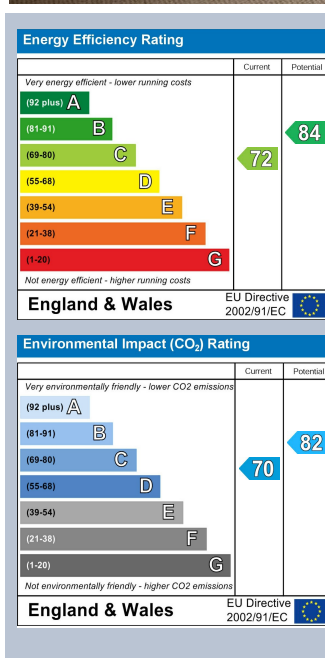 Energy Efficiency Rating
Current Potential
Very energy efficient - lower running costs
(92 plus) A
(81-91) B
84
(69-80) C
72
(55-68) D
(39-54) E
(21-38) F
(1-20) G
Not energy efficient - higher running costs
England & Wales
EU Directive
2002/91/EC
Environmental Impact (CO₂) Rating
Current Potential
Very environmentally friendly - lower CO2 emissions
(92 plus) A
(81-91) B
82
(69-80) C
70
(55-68) D
(39-54) E
(21-38) F
(1-20) G
Not environmentally friendly - higher CO2 emissions
England & Wales
EU Directive
2002/91/EC